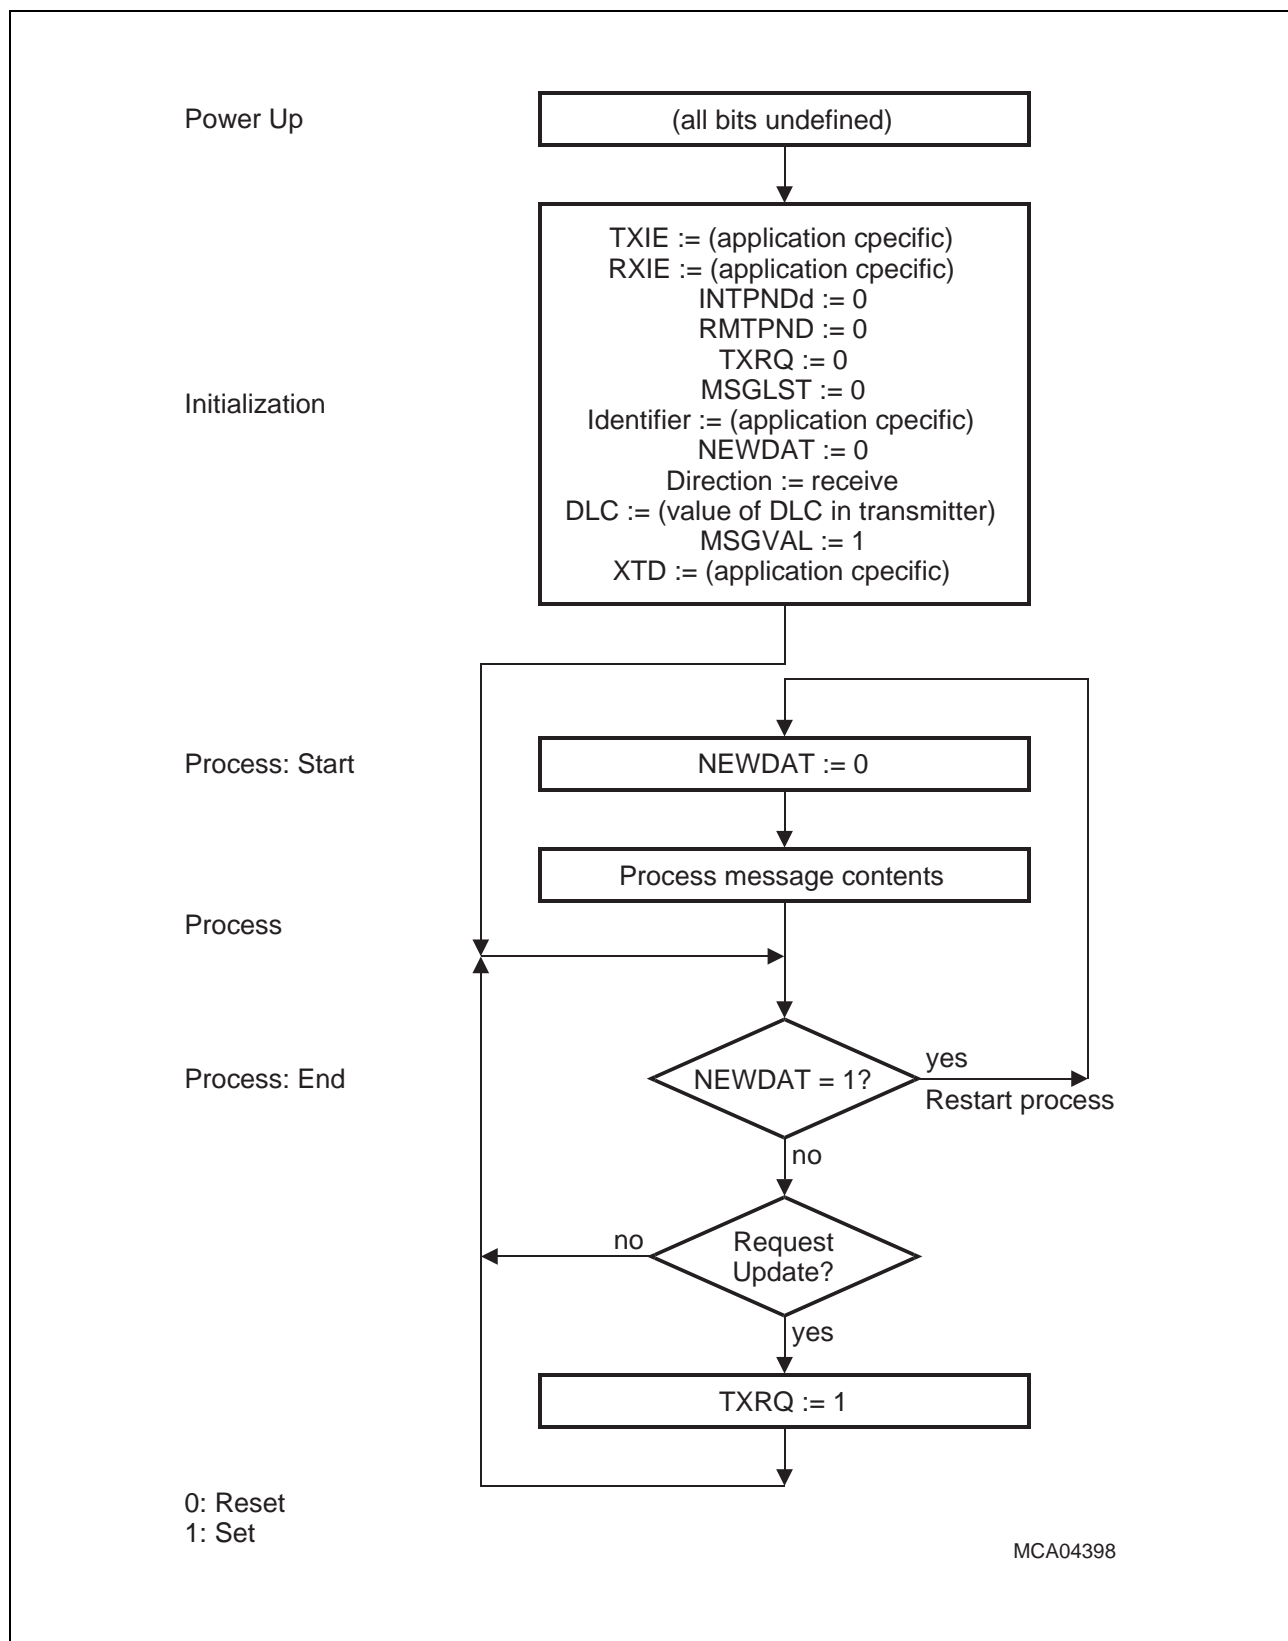 Power Up
(all bits undefined)
TXIE := (application cpecific)
RXIE := (application cpecific)
INTPNDd := 0
RMTPND := 0
TXRQ := 0
MSGLST := 0
Initialization
Identifier := (application cpecific)
NEWDAT := 0
Direction := receive
DLC := (value of DLC in transmitter)
MSGVAL := 1
XTD := (application cpecific)
Process: Start
NEWDAT := 0
Process message contents
Process
Process: End
NEWDAT = 1?
yes
Restart process
no
no
Request
Update?
yes
TXRQ := 1
0: Reset
1: Set
MCA04398